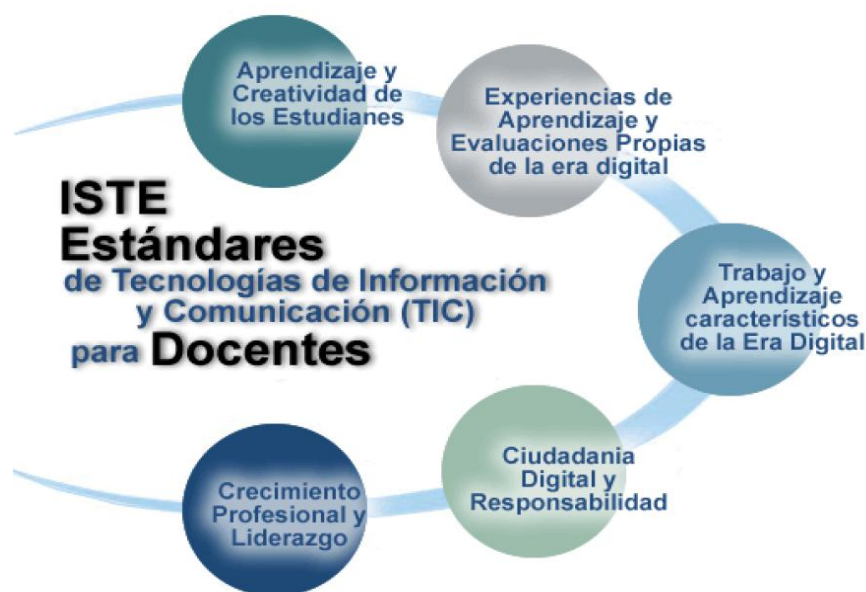 Aprendizaje y
Creatividad de
los Estudianes
Experiencias de
Aprendizaje y
Evaluaciones Propias
de la era digital
ISTE
Estándares
de Tecnologías de Información
y Comunicación (TIC)
para Docentes
Trabajo y
Aprendizaje
característicos
de la Era Digital
Ciudadania
Digital y
Responsabilidad
Crecimiento
Profesional y
Liderazgo